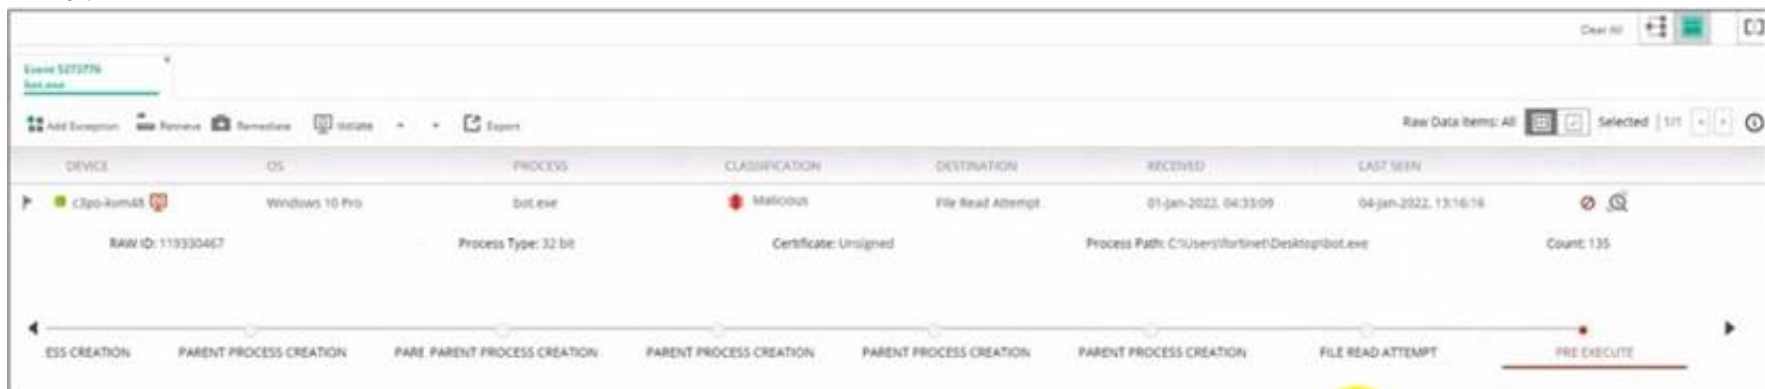 Clear All
Event 5273776
bot.exe
Add Exception Retrieve Remediate Isolate Export Raw Data Items: All Selected 1/1
DEVICE OS PROCESS CLASSIFICATION DESTINATION RECEIVED LAST SEEN
c3po-kvm48 Windows 10 Pro bot.exe Malicious File Read Attempt 01-Jan-2022, 04:33:09 04-Jan-2022, 13:16:16
RAW ID: 119330467 Process Type: 32 bit Certificate: Unsigned Process Path: C:\Users\fortinet\Desktop\bot.exe Count: 135
ESS CREATION PARENT PROCESS CREATION PARE PARENT PROCESS CREATION PARENT PROCESS CREATION PARENT PROCESS CREATION PARENT PROCESS CREATION FILE READ ATTEMPT PRE EXECUTE